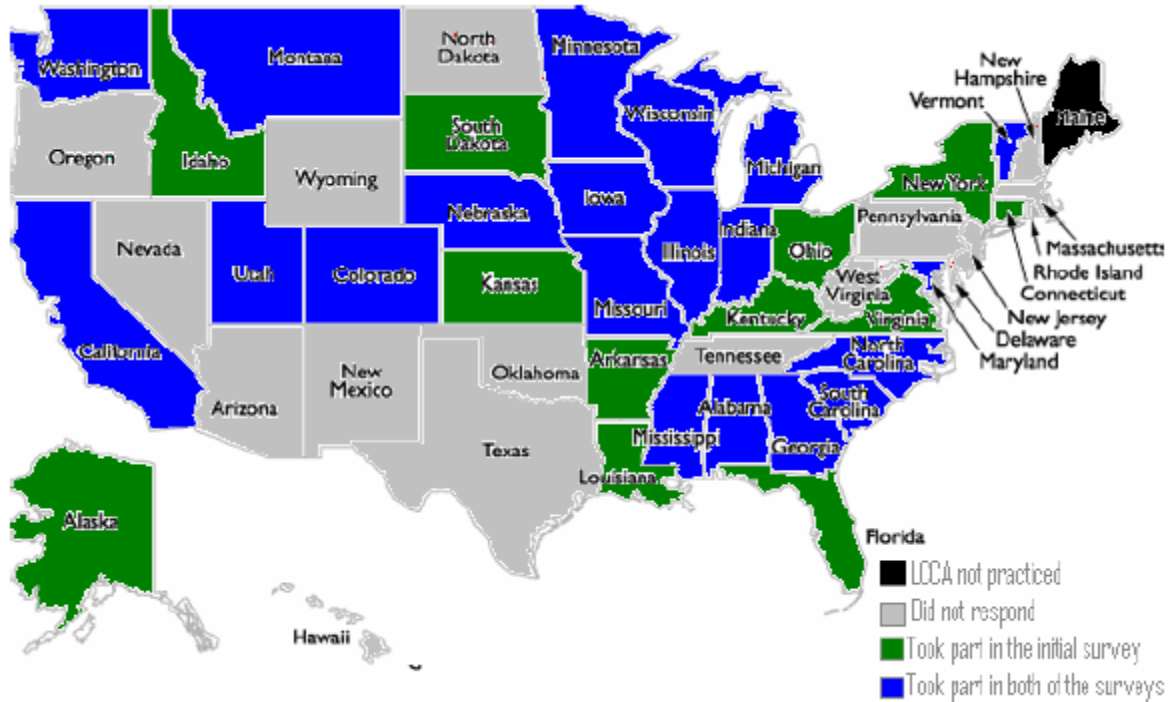 Washington
Montana
North
Dakota
Minnesota
New
Hampshire
Vermont
Maine
Oregon
Idaho
Wyoming
South
Dakota
Wisconsin
Michigan
New York
Nevada
Utah
Colorado
Nebraska
Iowa
Illinois
Indiana
Ohio
Pennsylvania
Massachusetts
Rhode Island
Connecticut
New Jersey
Delaware
Maryland
West
Virginia
Virginia
Kentucky
Kansas
Missouri
California
Arizona
New
Mexico
Oklahoma
Arkansas
Tennessee
North
Carolina
South
Carolina
Texas
Louisiana
Mississippi
Alabama
Georgia
Alaska
Hawaii
Florida
LCCA not practiced
Did not respond
Took part in the initial survey
Took part in both of the surveys